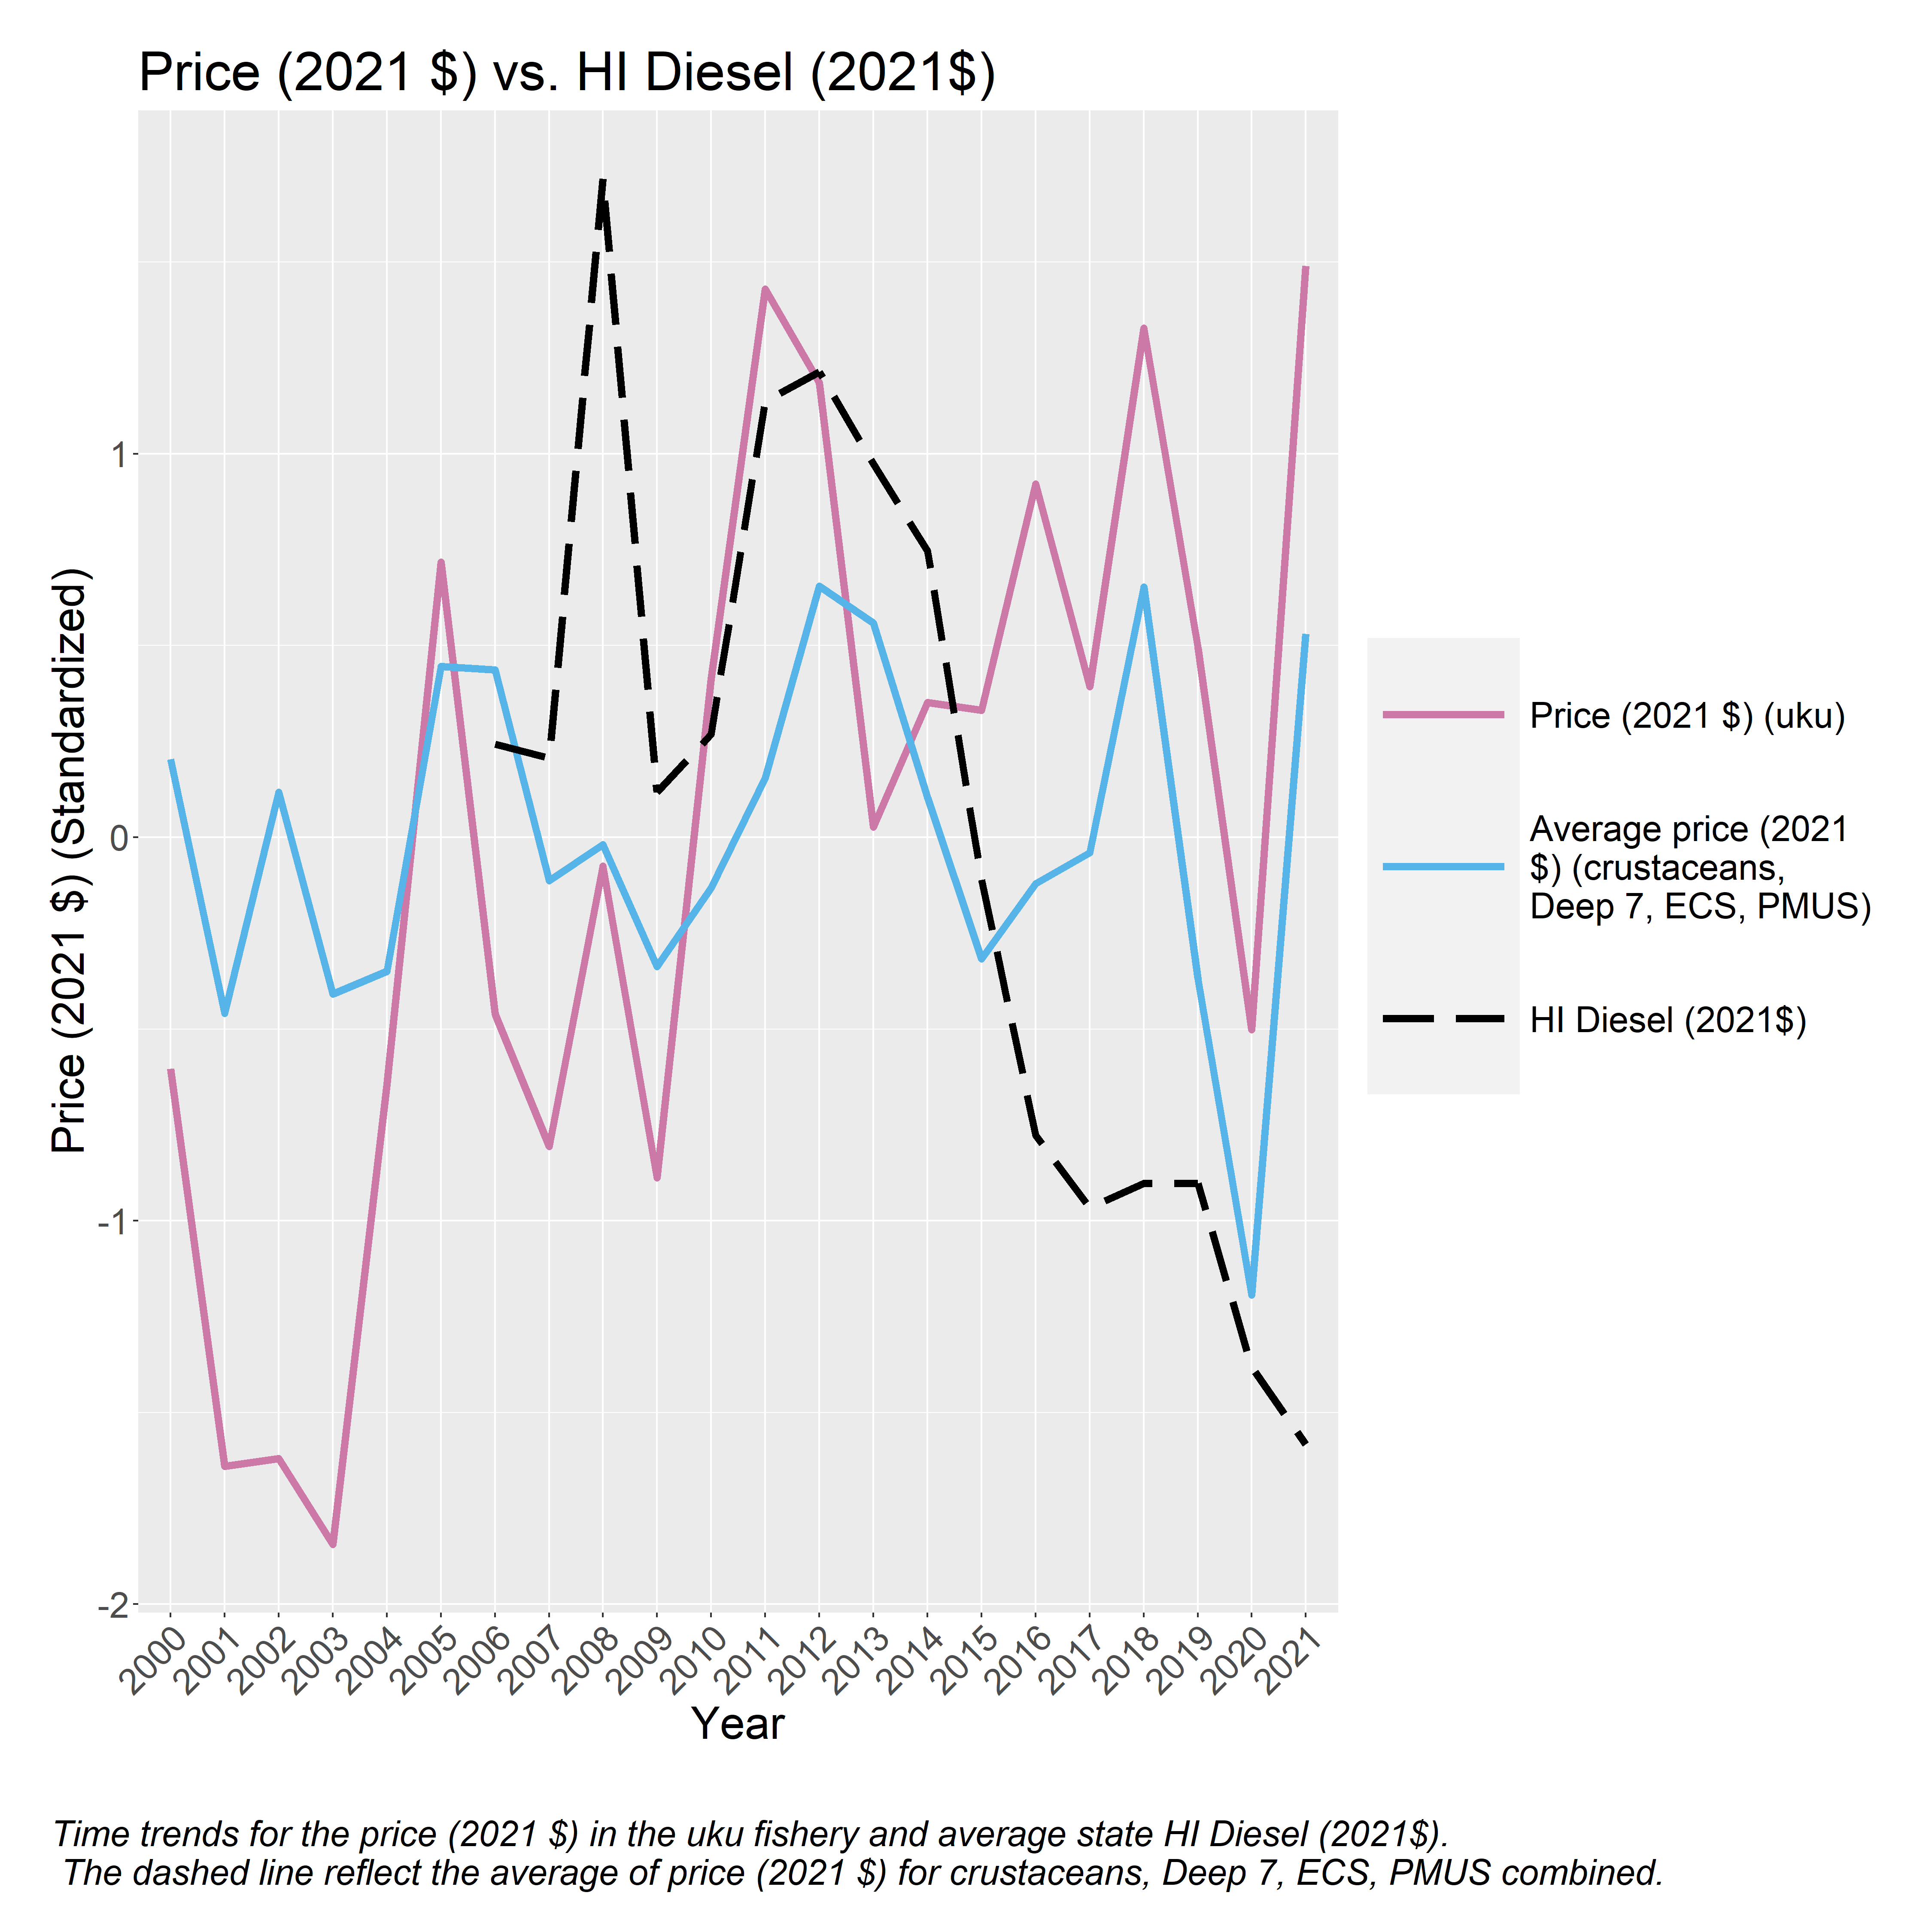 Price (2021 $) vs. HI Diesel (2021$)
Price (2021 $) (Standardized)
1
0
-1
-2
2000
2001
2002
2003
2004
2005
2006
2007
2008
2009
2010
2011
2012
2013
2014
2015
2016
2017
2018
2019
2020
2021
Year
Price (2021 $) (uku)
Average price (2021
$) (crustaceans,
Deep 7, ECS, PMUS)
HI Diesel (2021$)
Time trends for the price (2021 $) in the uku fishery and average state HI Diesel (2021$).
The dashed line reflect the average of price (2021 $) for crustaceans, Deep 7, ECS, PMUS combined.